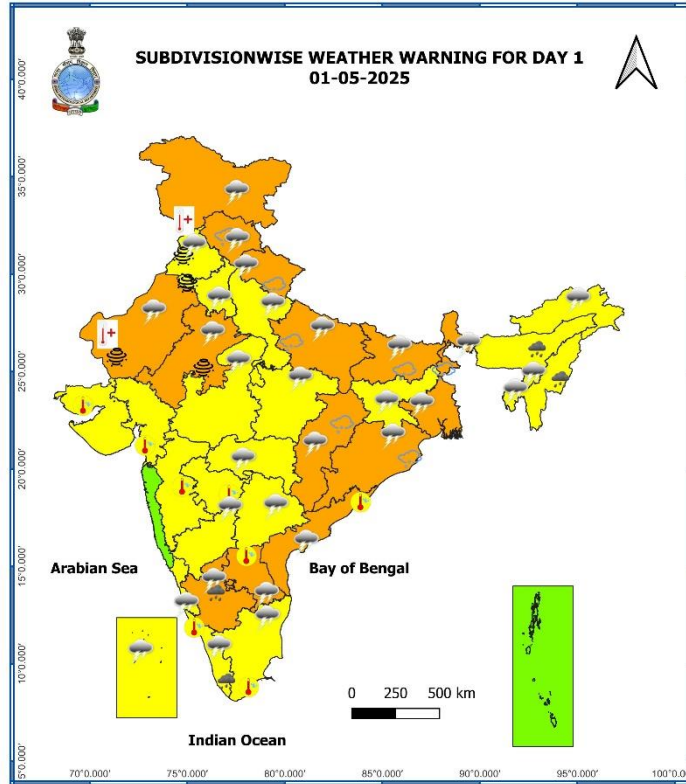 SUBDIVISIONWISE WEATHER WARNING FOR DAY 1
01-05-2025
40°0.000'
35°0.000'
30°0.000'
25°0.000'
20°0.000'
15°0.000'
10°0.000'
5°0.000'
Arabian Sea
Bay of Bengal
0 250 500 km
Indian Ocean
70°0.000' 75°0.000' 80°0.000' 85°0.000' 90°0.000' 95°0.000' 100°0.000'